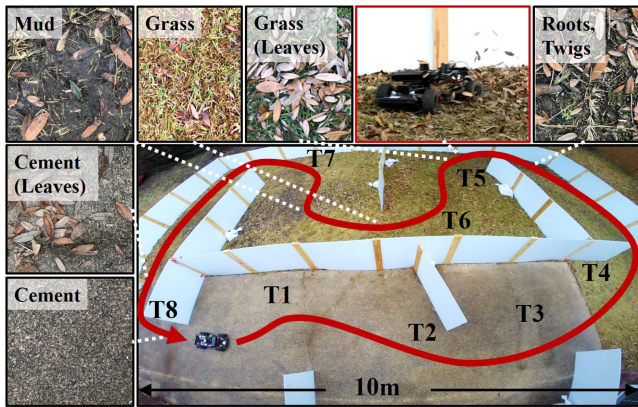 Mud
Grass
Grass
(Leaves)
Roots,
Twigs
Cement
(Leaves)
Cement
T7
T5
T6
T4
T8
T1
T2
T3
10m